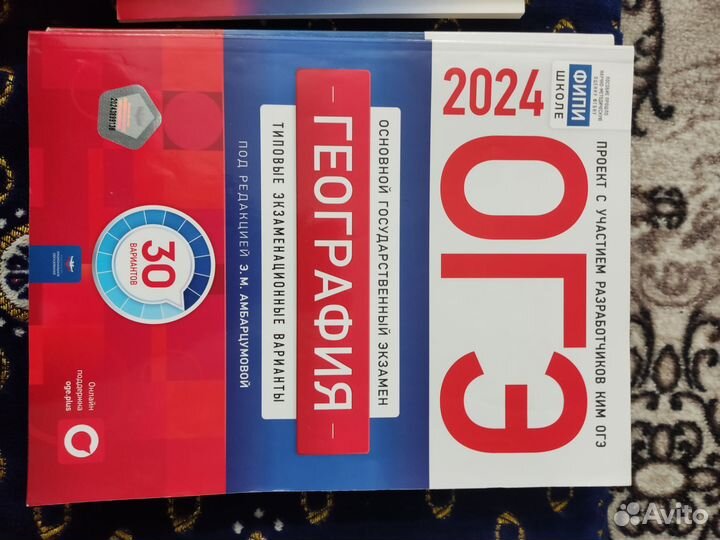 ПРОЕКТ С УЧАСТИЕМ РАЗРАБОТЧИКОВ КИМ ОГЭ
ФИПИ
ШКОЛЕ
2024
ОГЭ
ОСНОВНОЙ ГОСУДАРСТВЕННЫЙ ЭКЗАМЕН
ГЕОГРАФИЯ
ТИПОВЫЕ ЭКЗАМЕНАЦИОННЫЕ ВАРИАНТЫ
ПОД РЕДАКЦИЕЙ Э. М. АМБАРЦУМОВОЙ
30
ВАРИАНТОВ
Онлайн
поддержка
oge.plus
Avito